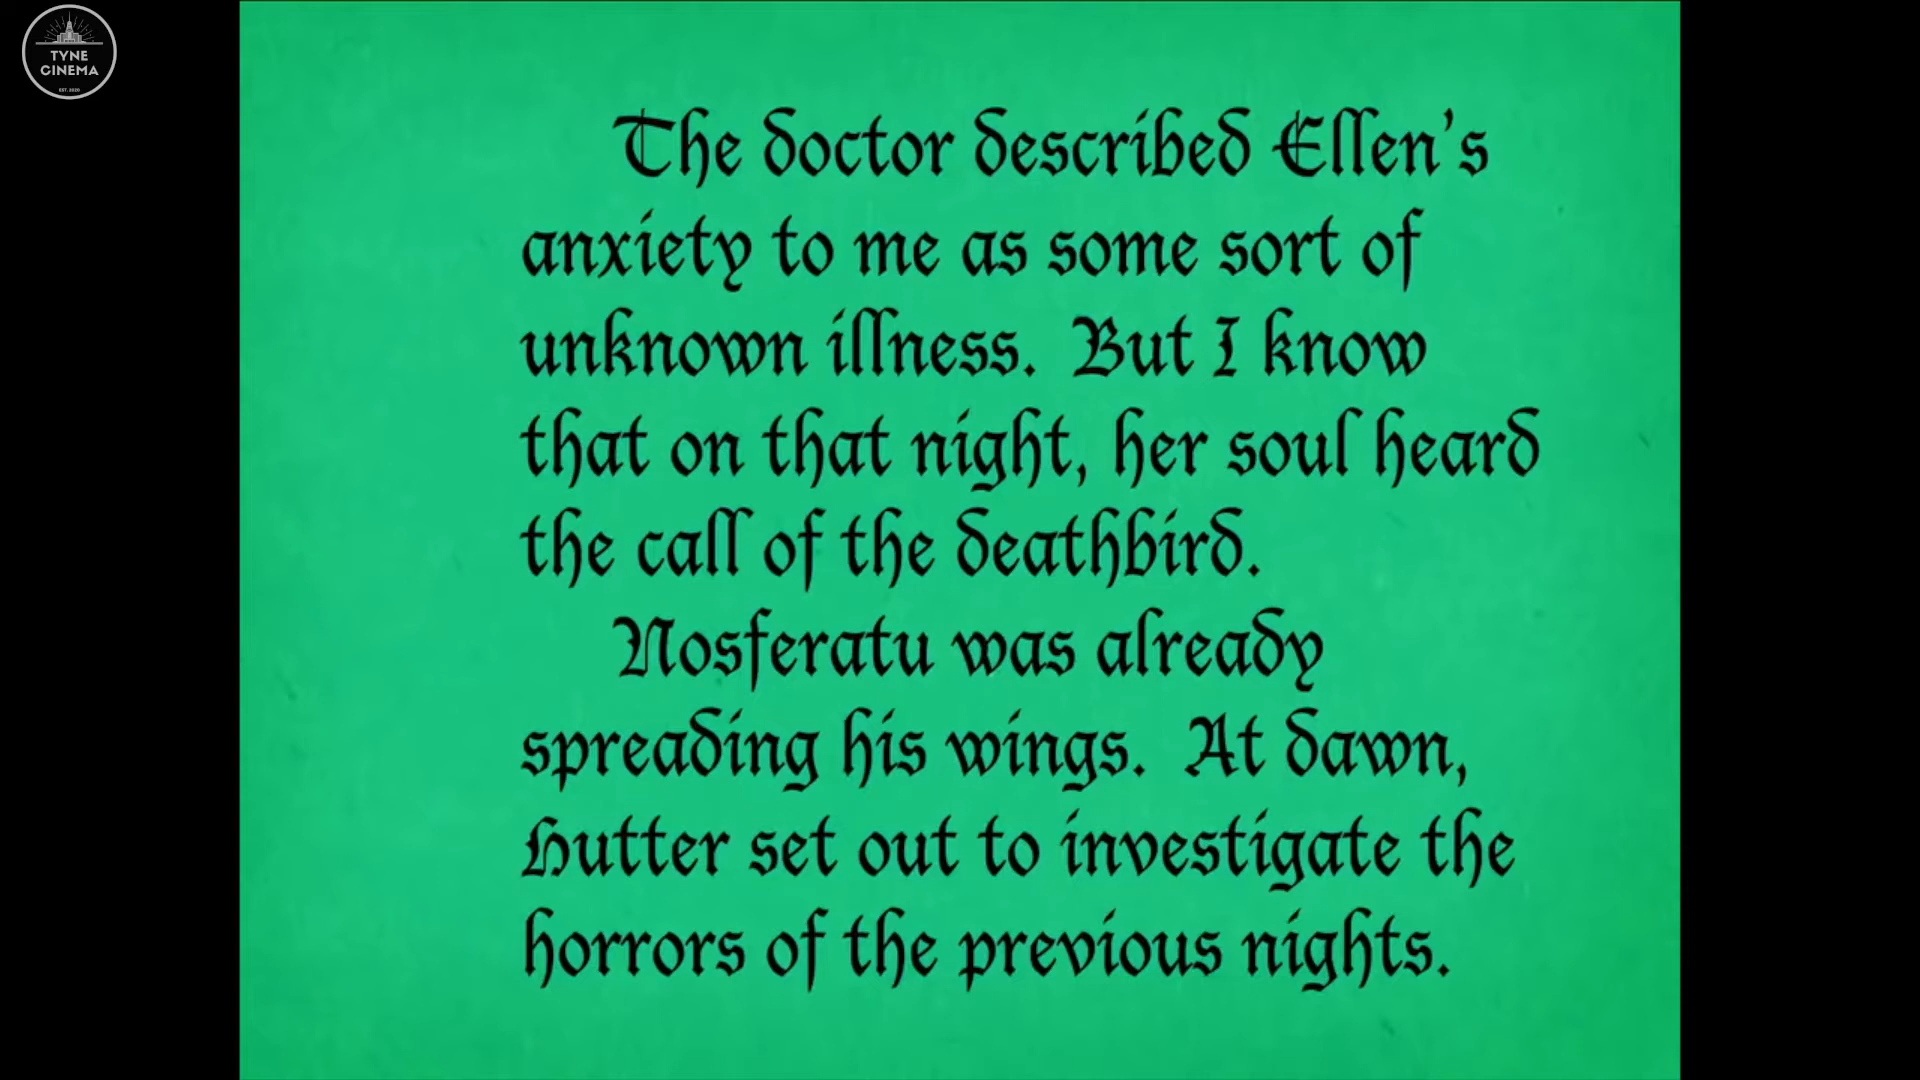 TYNE
CINEMA
EST. 2020
The doctor described Ellen's
anxiety to me as some sort of
unknown illness. But I know
that on that night, her soul heard
the call of the deathbird.
Nosferatu was already
spreading his wings. At dawn,
Hutter set out to investigate the
horrors of the previous nights.